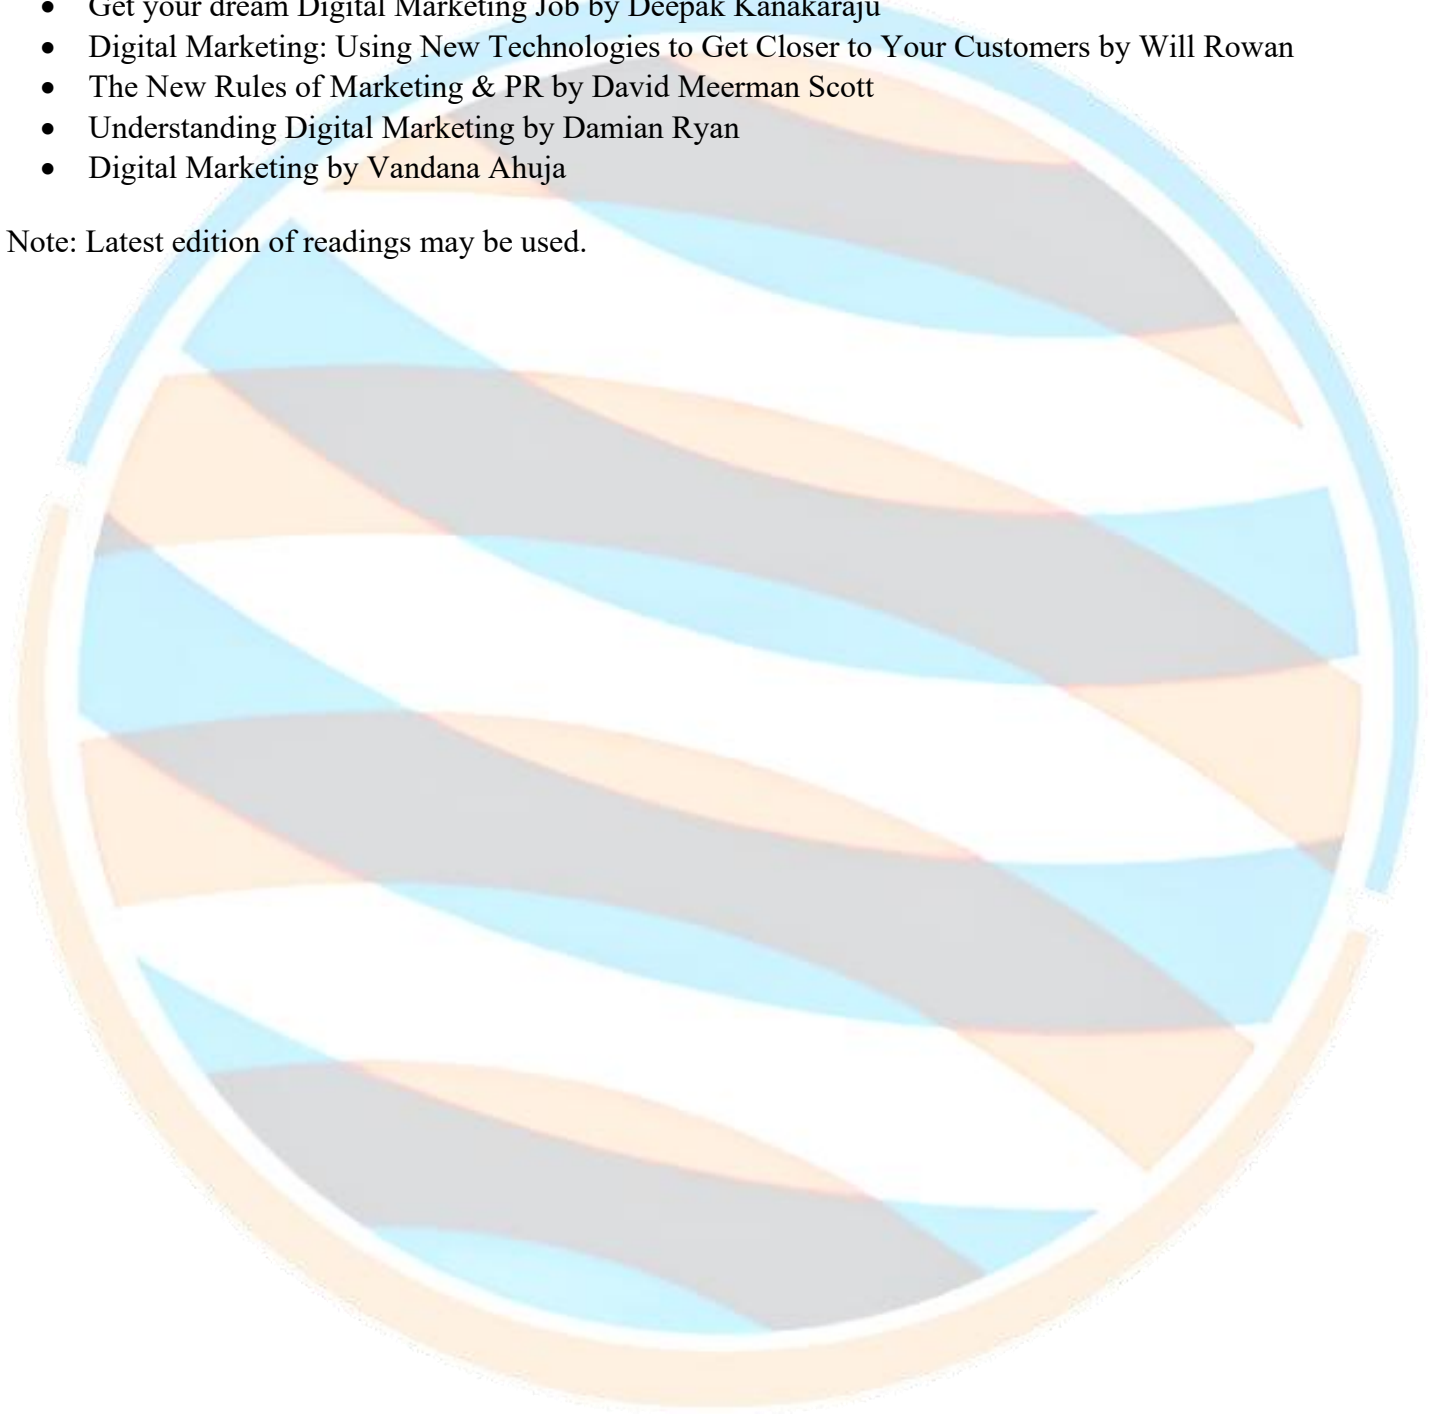 • Get your dream Digital Marketing Job by Deepak Kanakaraju
• Digital Marketing: Using New Technologies to Get Closer to Your Customers by Will Rowan
• The New Rules of Marketing & PR by David Meerman Scott
• Understanding Digital Marketing by Damian Ryan
• Digital Marketing by Vandana Ahuja
Note: Latest edition of readings may be used.